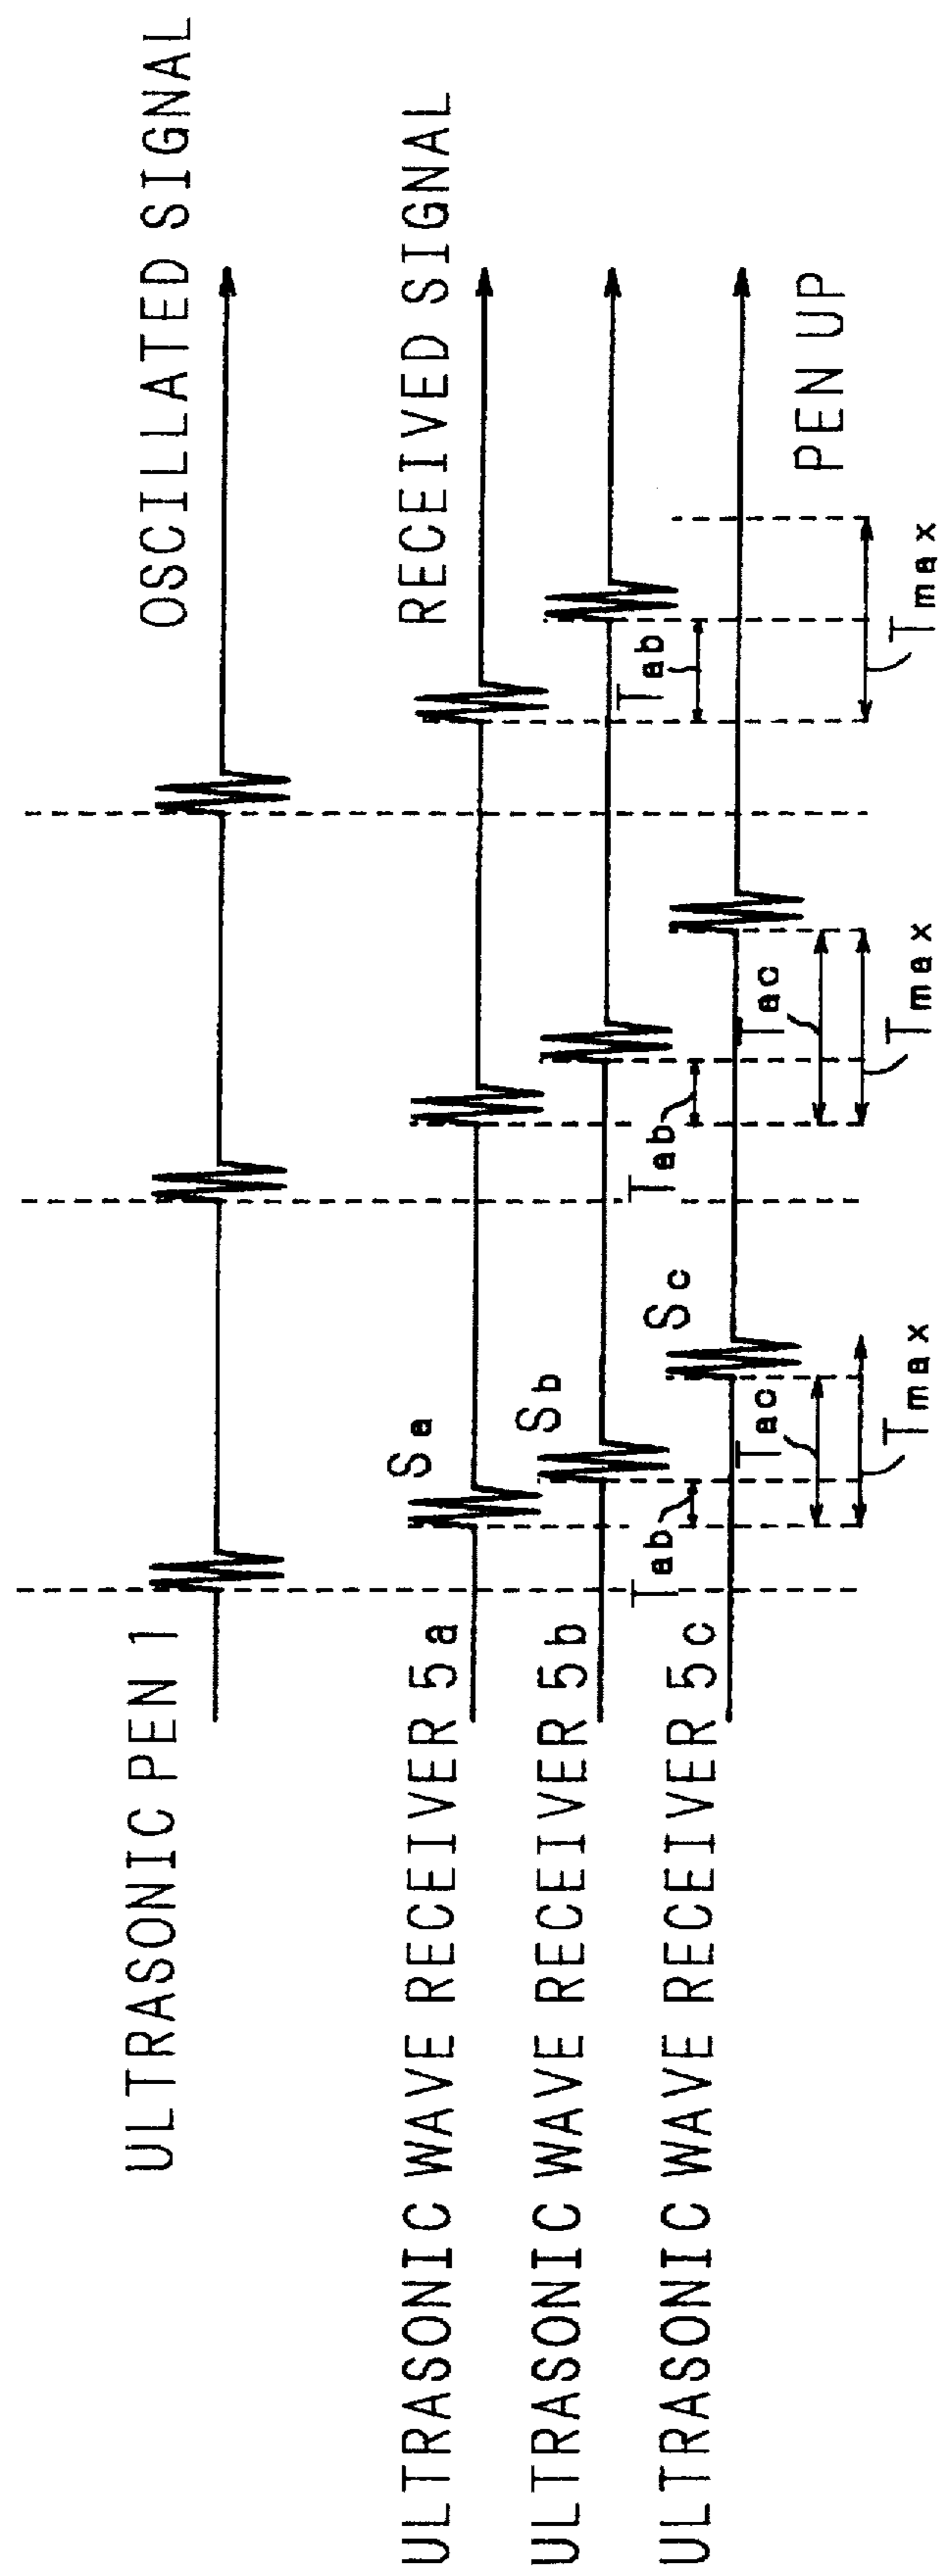 ULTRASONIC PEN 1
OSCILLATED SIGNAL
RECEIVED SIGNAL
ULTRASONIC WAVE RECEIVER 5a
Sa
ULTRASONIC WAVE RECEIVER 5b
Sb
ULTRASONIC WAVE RECEIVER 5c
Sc
Tab
Tab
Tab
Tac
Tac
PEN UP
Tmax
Tmax
Tmax